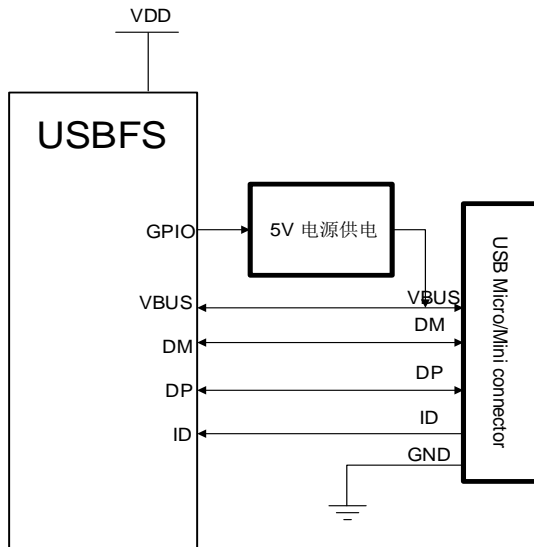 VDD
USBFS
GPIO
5V 电源供电
VBUS
VBUS
DM
DM
DP
DP
ID
ID
GND
USB Micro/Mini connector